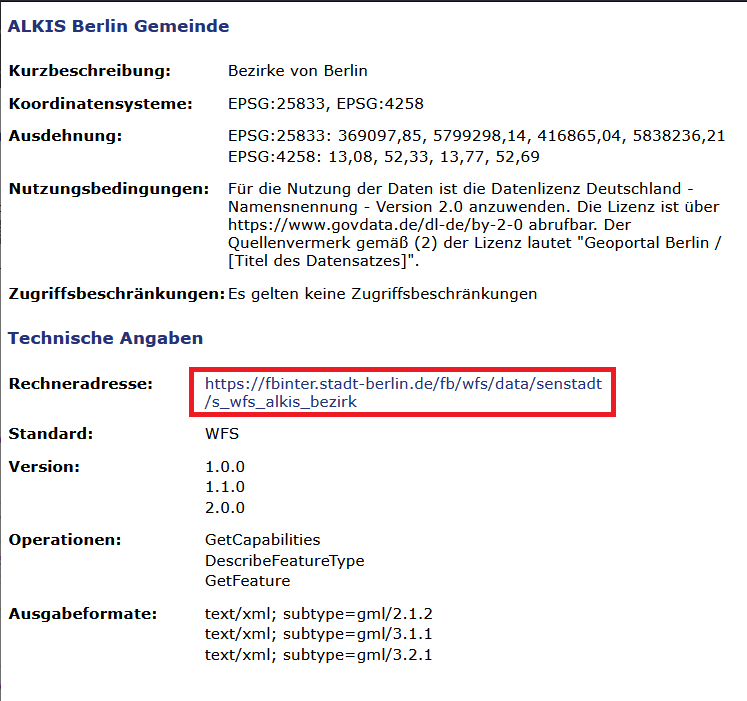 ALKIS Berlin Gemeinde
Kurzbeschreibung: Bezirke von Berlin
Koordinatensysteme: EPSG:25833, EPSG:4258
Ausdehnung: EPSG:25833: 369097,85, 5799298,14, 416865,04, 5838236,21
EPSG:4258: 13,08, 52,33, 13,77, 52,69
Nutzungsbedingungen: Für die Nutzung der Daten ist die Datenlizenz Deutschland -
Namensnennung - Version 2.0 anzuwenden. Die Lizenz ist über
https://www.govdata.de/dl-de/by-2-0 abrufbar. Der
Quellenvermerk gemäß (2) der Lizenz lautet "Geoportal Berlin /
[Titel des Datensatzes]".
Zugriffsbeschränkungen: Es gelten keine Zugriffsbeschränkungen
Technische Angaben
Rechneradresse: https://fbinter.stadt-berlin.de/fb/wfs/data/senstadt
/s_wfs_alkis_bezirk
Standard: WFS
Version: 1.0.0
1.1.0
2.0.0
Operationen: GetCapabilities
DescribeFeatureType
GetFeature
Ausgabeformate: text/xml; subtype=gml/2.1.2
text/xml; subtype=gml/3.1.1
text/xml; subtype=gml/3.2.1